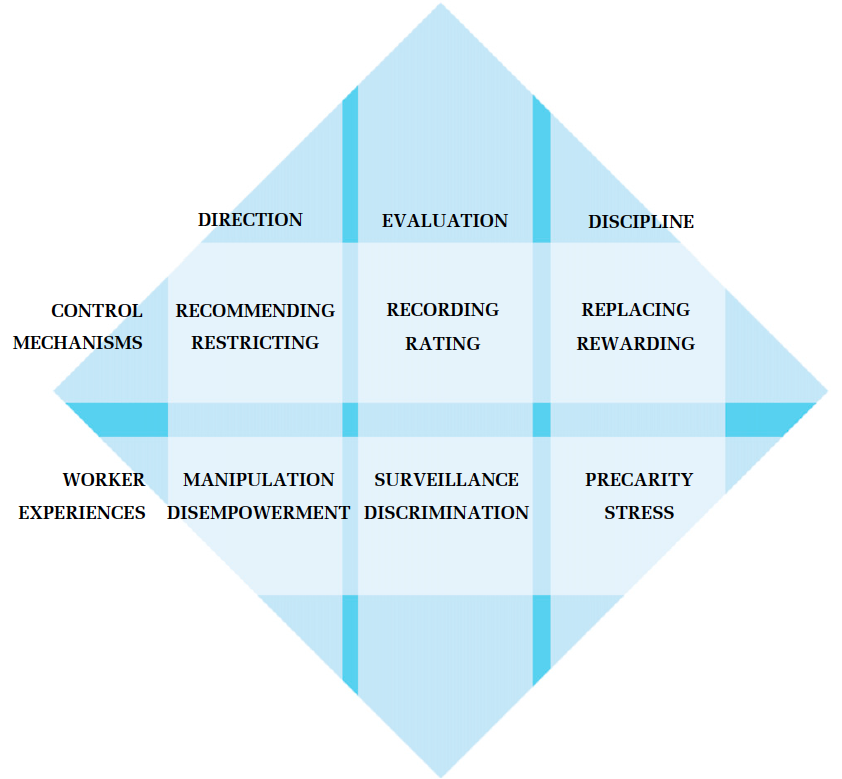 DIRECTION EVALUATION DISCIPLINE
CONTROL RECOMMENDING RECORDING REPLACING
MECHANISMS RESTRICTING RATING REWARDING
WORKER MANIPULATION SURVEILLANCE PRECARITY
EXPERIENCES DISEMPOWERMENT DISCRIMINATION STRESS